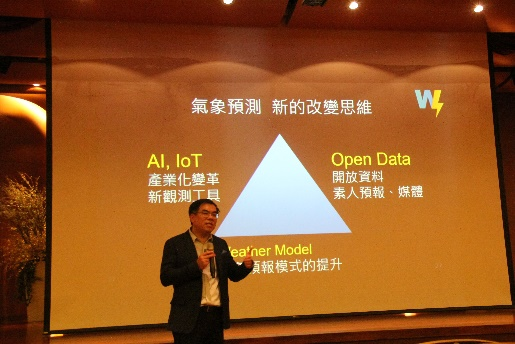 氣象預測 新的改變思維
W
AI, IoT
產業化變革
新觀測工具
Open Data
開放資料
素人預報、媒體
Weather Model
預報模式的提升